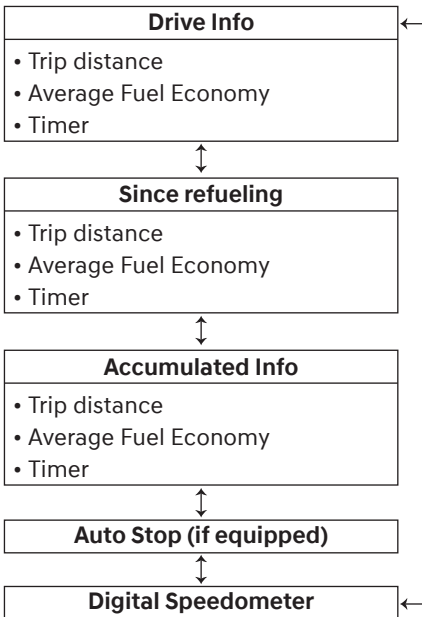 Drive Info
• Trip distance
• Average Fuel Economy
• Timer
Since refueling
• Trip distance
• Average Fuel Economy
• Timer
Accumulated Info
• Trip distance
• Average Fuel Economy
• Timer
Auto Stop (if equipped)
Digital Speedometer